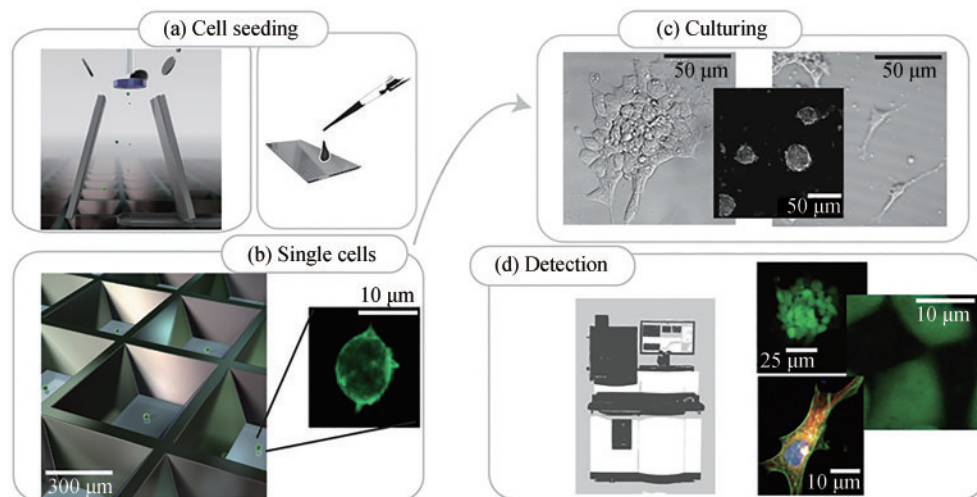 (a) Cell seeding
(b) Single cells
10 μm
300 μm
(c) Culturing
50 μm
50 μm
50 μm
(d) Detection
25 μm
10 μm
10 μm